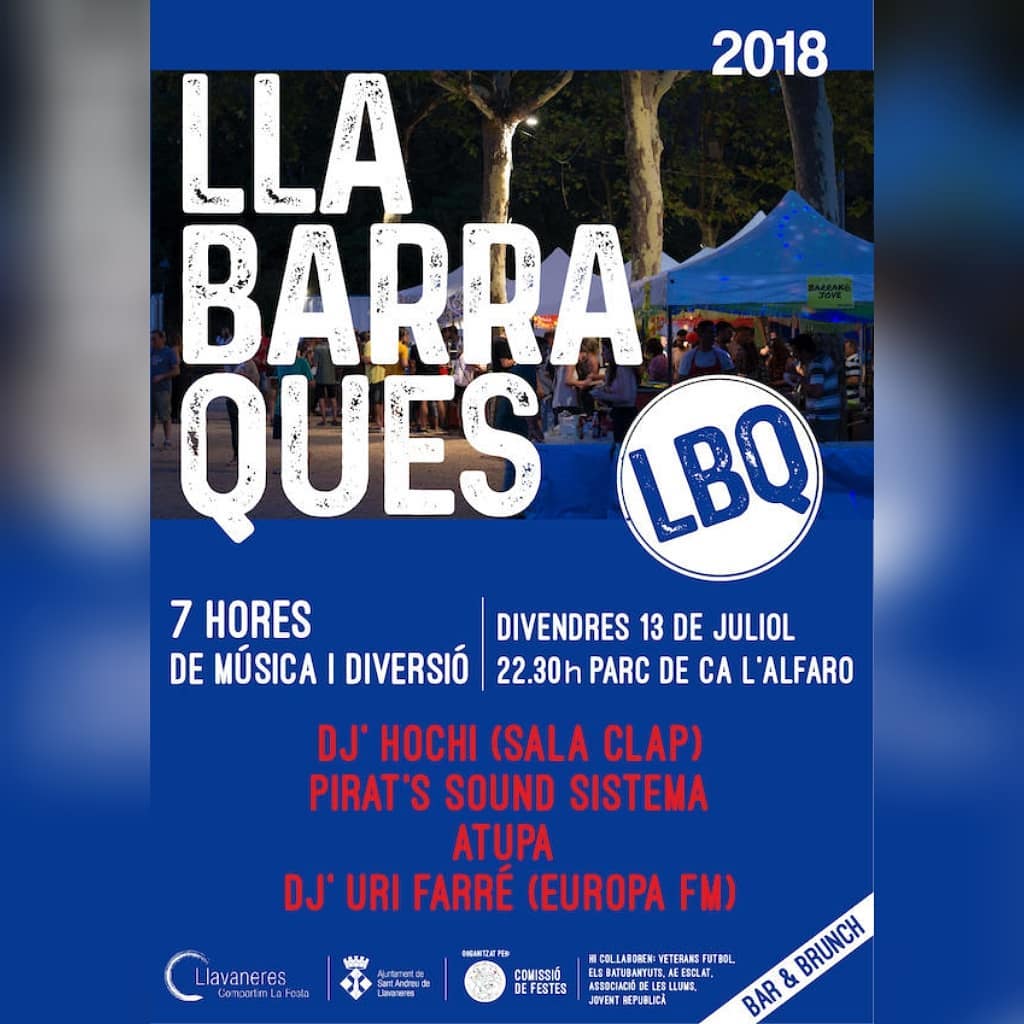 2018
LLA
BARRA
QUES
BARRAKÓ
JOVE
LBQ
7 HORES
DE MÚSICA I DIVERSIÓ
DIVENDRES 13 DE JULIOL
22.30h PARC DE CA L'ALFARO
DJ' HOCHI (SALA CLAP)
PIRAT'S SOUND SISTEMA
ATUPA
DJ' URI FARRÉ (EUROPA FM)
Llavaneres
Compartim La Festa
Ajuntament de
Sant Andreu de
Llavaneres
ORGANITZAT PER:
COMISSIÓ
DE FESTES
HI COL·LABOREN: VETERANS FUTBOL,
ELS BATUBANYUTS, AE ESCLAT,
ASSOCIACIÓ DE LES LLUMS,
JOVENT REPUBLICÀ
BAR & BRUNCH